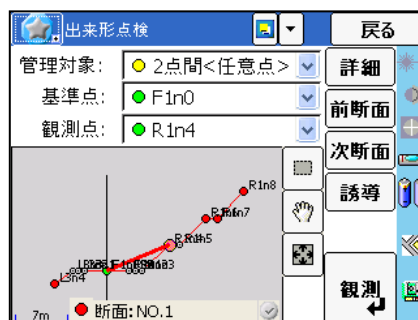 出来形点検
戻る
管理対象: 2点間<任意点>
詳細
基準点: F1n0
前断面
観測点: R1n4
次断面
誘導
R1n8
L3n4
7m
断面:NO.1
観測